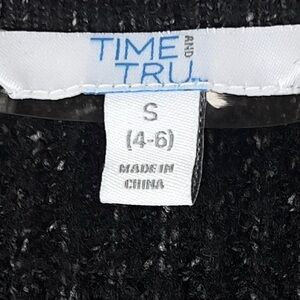 TIME AND
TRU
S
(4-6)
MADE IN
CHINA